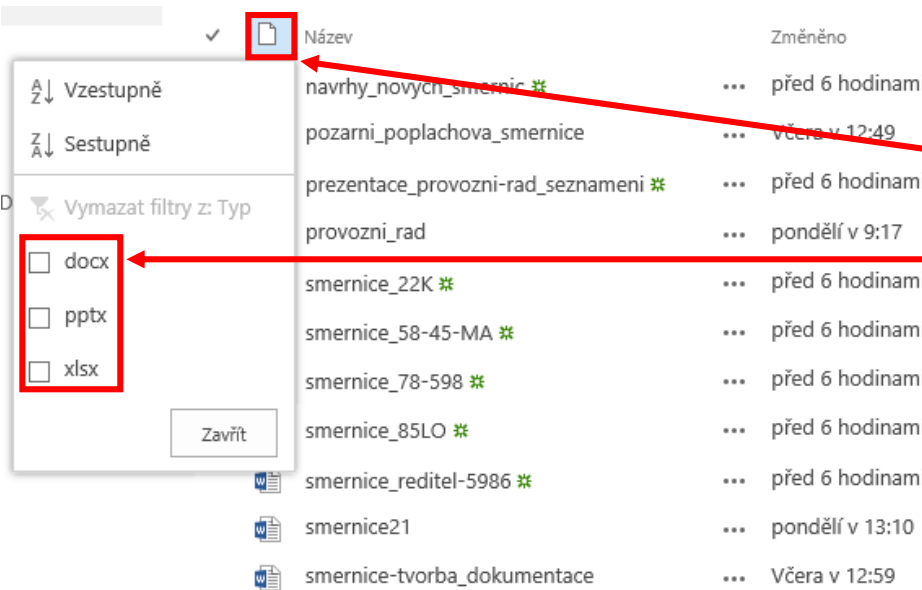 Název Změněno
Vzestupně
Sestupně
Vymazat filtry z: Typ
docx
pptx
xlsx
Zavřít
navrhy_novych_smernic ... před 6 hodinam
pozarni_poplachova_smernice ... Včera v 12:49
prezentace_provozni-rad_seznameni ... před 6 hodinam
provozni_rad ... pondělí v 9:17
smernice_22K ... před 6 hodinam
smernice_58-45-MA ... před 6 hodinam
smernice_78-598 ... před 6 hodinam
smernice_85LO ... před 6 hodinam
smernice_reditel-5986 ... před 6 hodinam
smernice21 ... pondělí v 13:10
smernice-tvorba_dokumentace ... Včera v 12:59